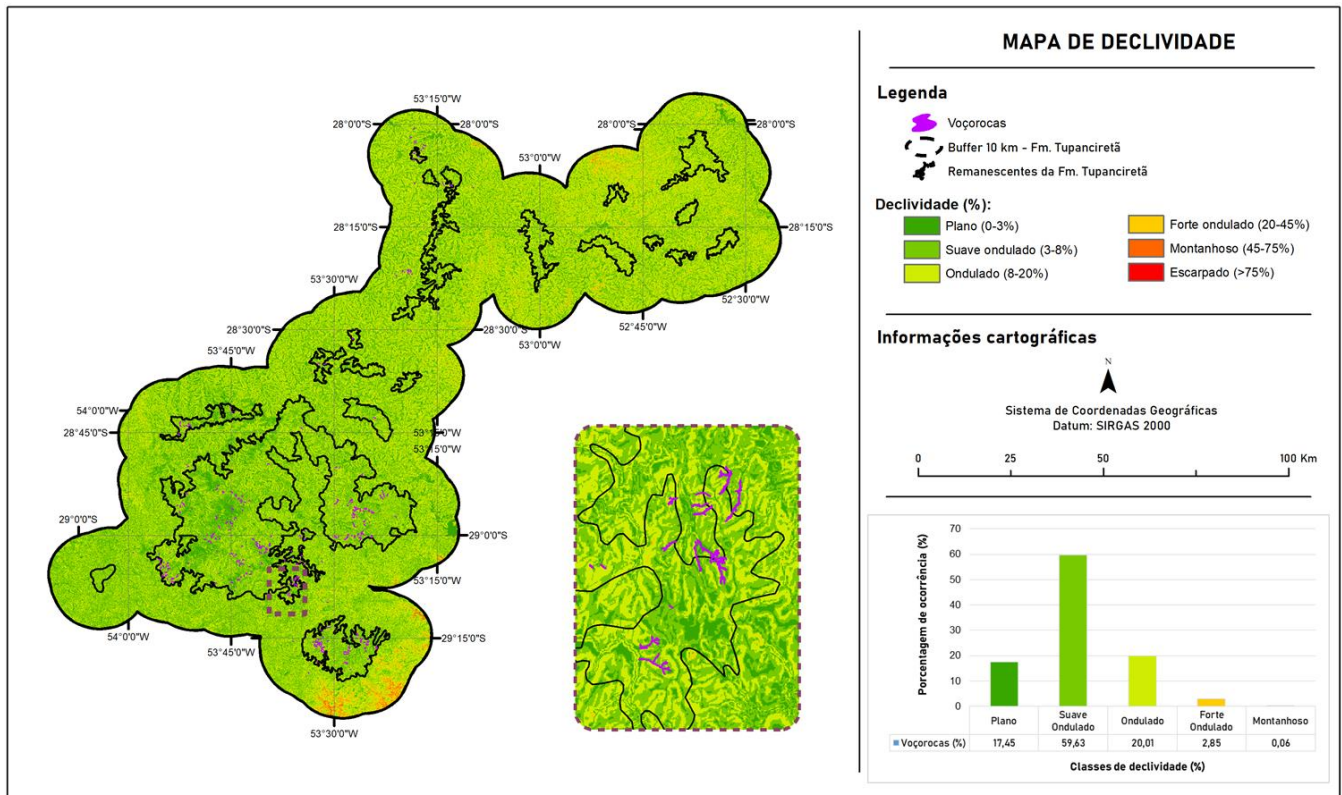 MAPA DE DECLIVIDADE
Legenda
Voçorocas
Buffer 10 km - Fm. Tupanciretã
Remanescentes da Fm. Tupanciretã
Declividade (%):
Plano (0-3%)
Suave ondulado (3-8%)
Ondulado (8-20%)
Forte ondulado (20-45%)
Montanhoso (45-75%)
Escarpado (>75%)
Informações cartográficas
N
Sistema de Coordenadas Geográficas
Datum: SIRGAS 2000
0 25 50 100 Km
Porcentagem de ocorrência (%)
70
60
50
40
30
20
10
0
Plano Suave Ondulado Ondulado Forte Ondulado Montanhoso
Voçorocas (%) 17,45 59,63 20,01 2,85 0,06
Classes de declividade (%)
53°15'0"W
28°0'0"S 28°0'0"S 28°0'0"S 28°0'0"S
53°0'0"W
28°15'0"S 28°15'0"S
53°30'0"W
52°30'0"W
52°45'0"W
28°30'0"S 28°30'0"S
53°0'0"W
53°45'0"W
54°0'0"W
28°45'0"S
53°15'0"W
53°15'0"W
29°0'0"S 29°0'0"S
53°15'0"W
54°0'0"W
53°45'0"W
29°15'0"S
53°30'0"W